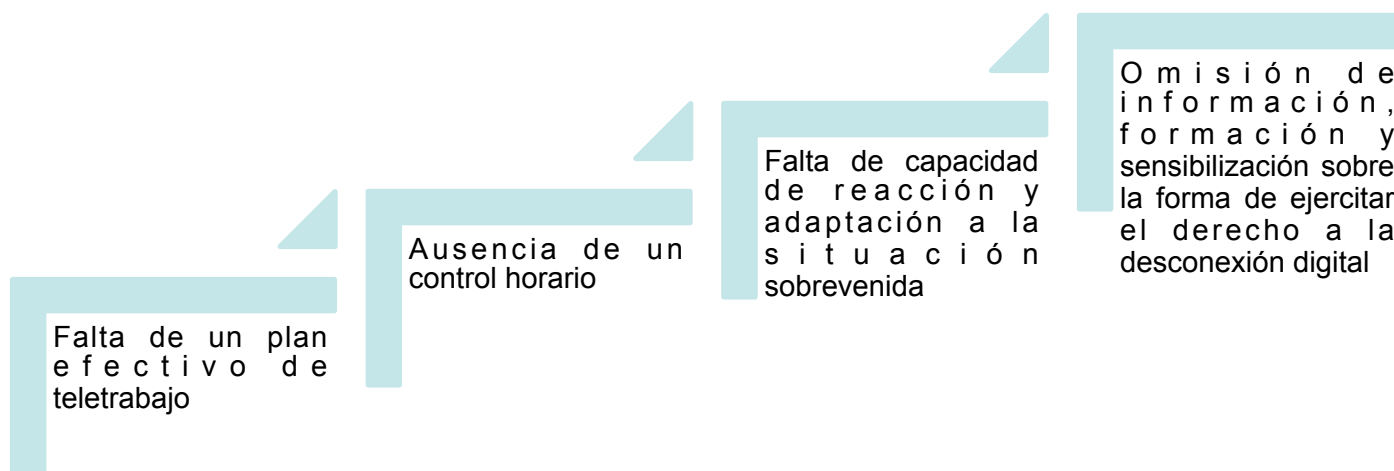 Falta de un plan
efectivo de
teletrabajo
Ausencia de un
control horario
Falta de capacidad
de reacción y
adaptación a la
situación
sobrevenida
Omisión de
información,
formación y
sensibilización sobre
la forma de ejercitar
el derecho a la
desconexión digital